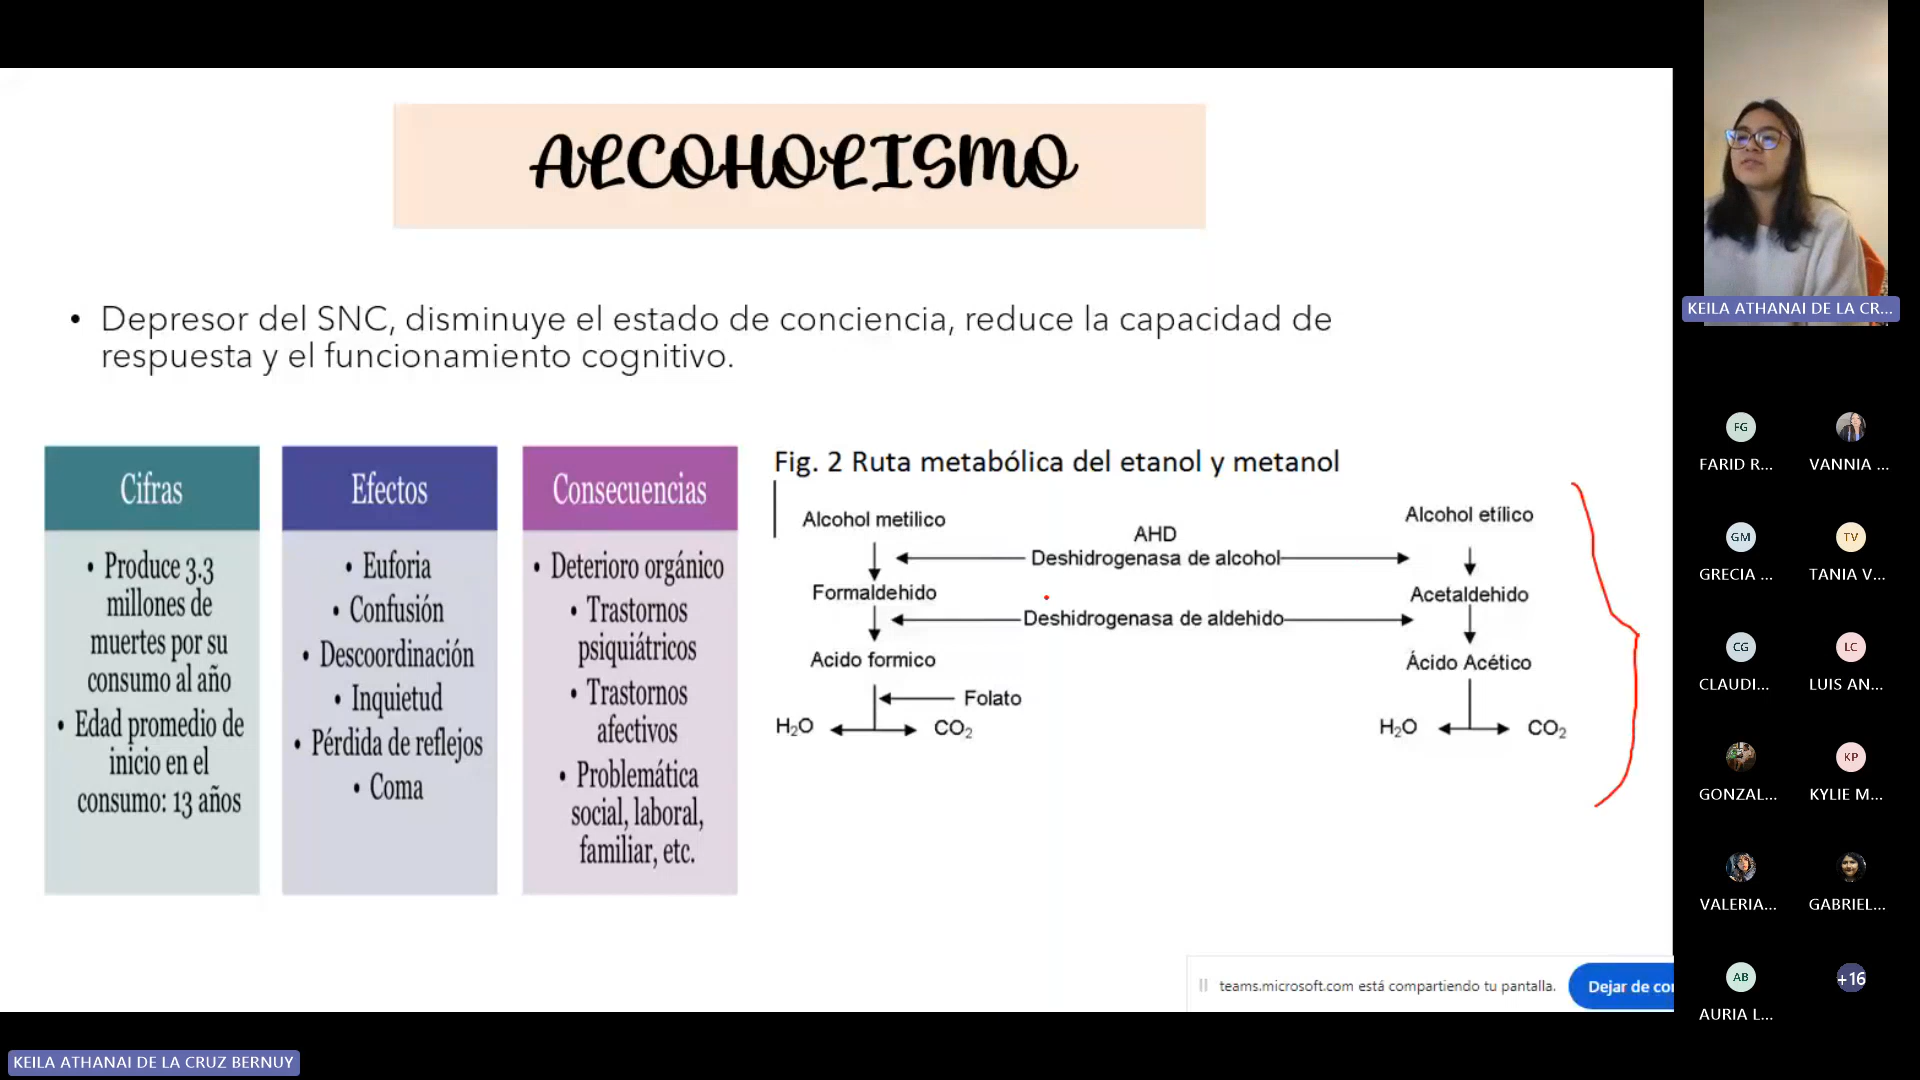 ALCOHOLISMO
• Depresor del SNC, disminuye el estado de conciencia, reduce la capacidad de
respuesta y el funcionamiento cognitivo.
Cifras
• Produce 3.3
millones de
muertes por su
consumo al año
• Edad promedio de
inicio en el
consumo: 13 años
Efectos
• Euforia
• Confusión
• Descoordinación
• Inquietud
• Pérdida de reflejos
• Coma
Consecuencias
• Deterioro orgánico
• Trastornos
psiquiátricos
• Trastornos
afectivos
• Problemática
social, laboral,
familiar, etc.
Fig. 2 Ruta metabólica del etanol y metanol
Alcohol metilico
AHD
Alcohol etílico
Deshidrogenasa de alcohol
Formaldehido
Acetaldehido
Deshidrogenasa de aldehido
Acido formico
Ácido Acético
Folato
H₂O
CO₂
H₂O
CO₂
teams.microsoft.com está compartiendo tu pantalla.
Dejar de co
KEILA ATHANAI DE LA CR...
FG
FARID R...
VANNIA ...
GM
GRECIA ...
TV
TANIA V...
CG
CLAUDI...
LC
LUIS AN...
GONZAL...
KP
KYLIE M...
VALERIA...
GABRIEL...
AB
AURIA L...
+16
KEILA ATHANAI DE LA CRUZ BERNUY